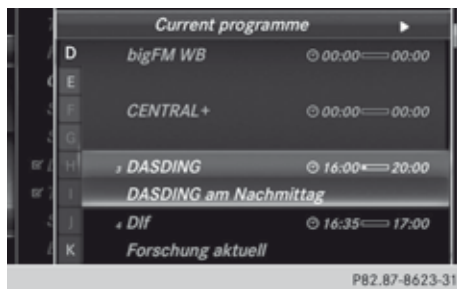 Current programme
D bigFM WB 00:00 00:00
E
F CENTRAL+ 00:00 00:00
G
H 3 DASDING 16:00 20:00
I DASDING am Nachmittag
J 4 Dlf 16:35 17:00
K Forschung aktuell
P82.87-8623-31